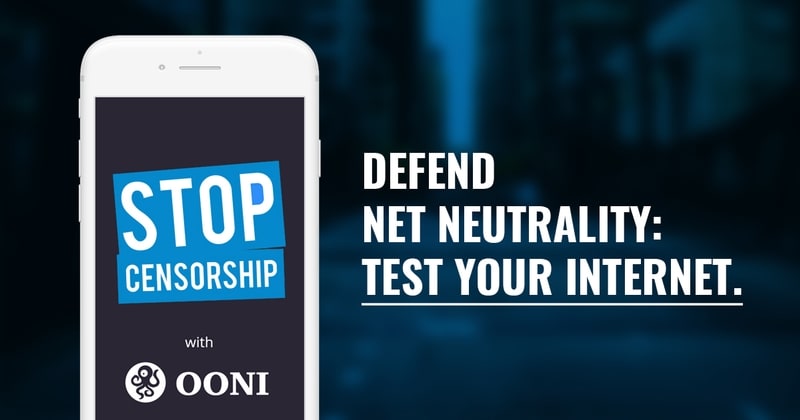 STOP
CENSORSHIP
with
OONI
DEFEND
NET NEUTRALITY:
TEST YOUR INTERNET.